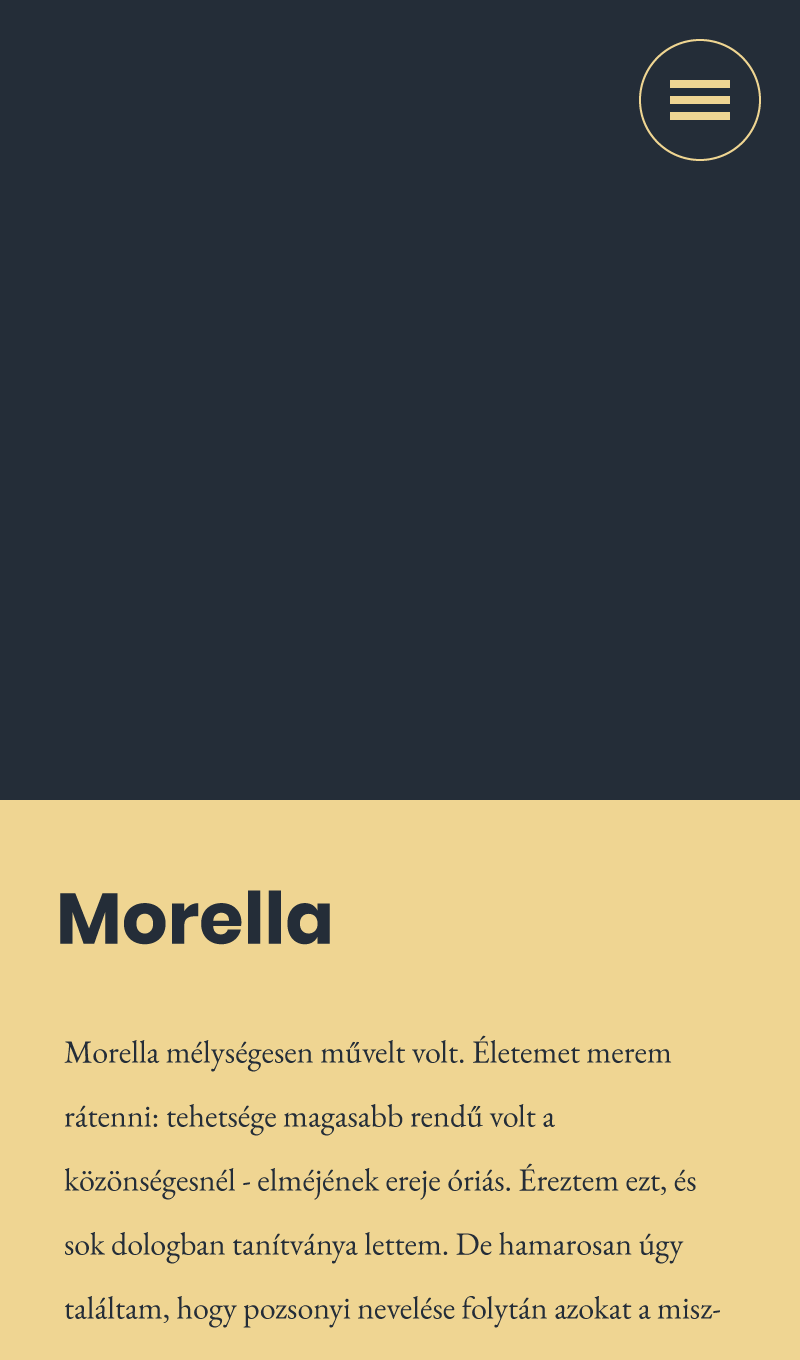 Morella
Morella mélységesen művelt volt. Életemet merem
rátenni: tehetsége magasabb rendű volt a
közönségesnél - elméjének ereje óriás. Éreztem ezt, és
sok dologban tanítványa lettem. De hamarosan úgy
találtam, hogy pozsonyi nevelése folytán azokat a misz-